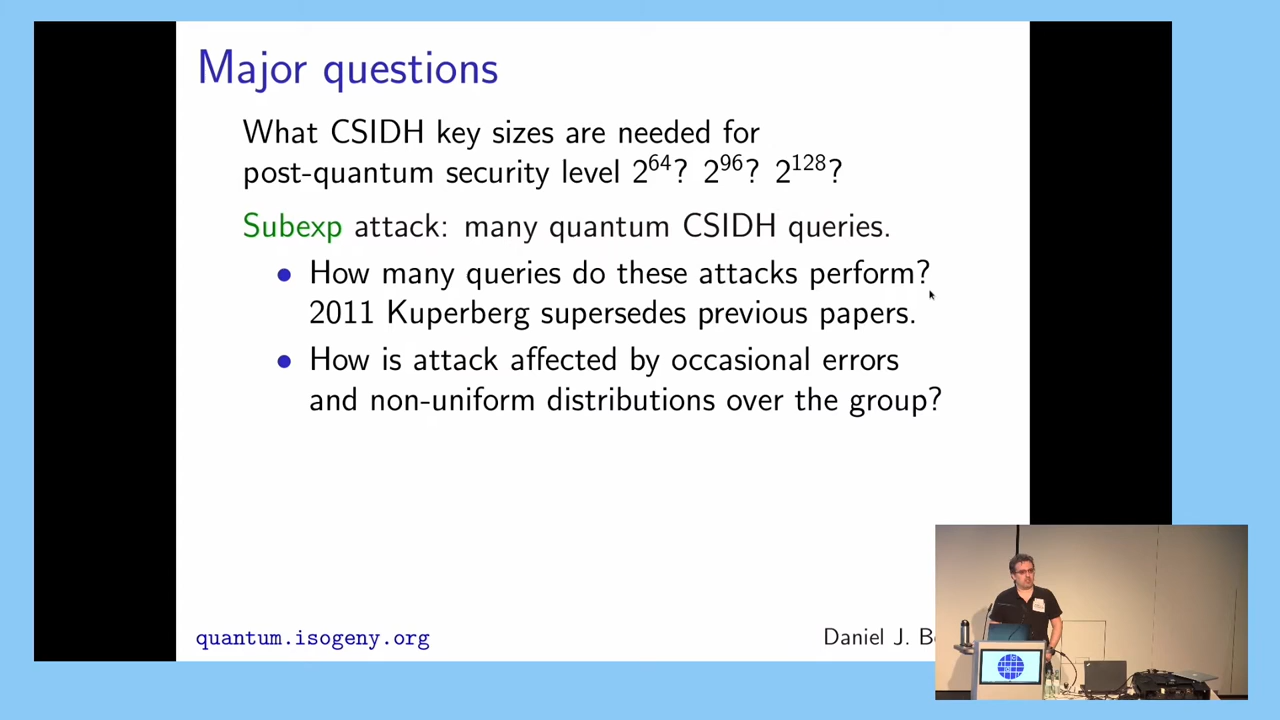 Major questions
What CSIDH key sizes are needed for
post-quantum security level 2^64? 2^96? 2^128?
Subexp attack: many quantum CSIDH queries.
• How many queries do these attacks perform?
2011 Kuperberg supersedes previous papers.
• How is attack affected by occasional errors
and non-uniform distributions over the group?
quantum.isogeny.org
Daniel J. B